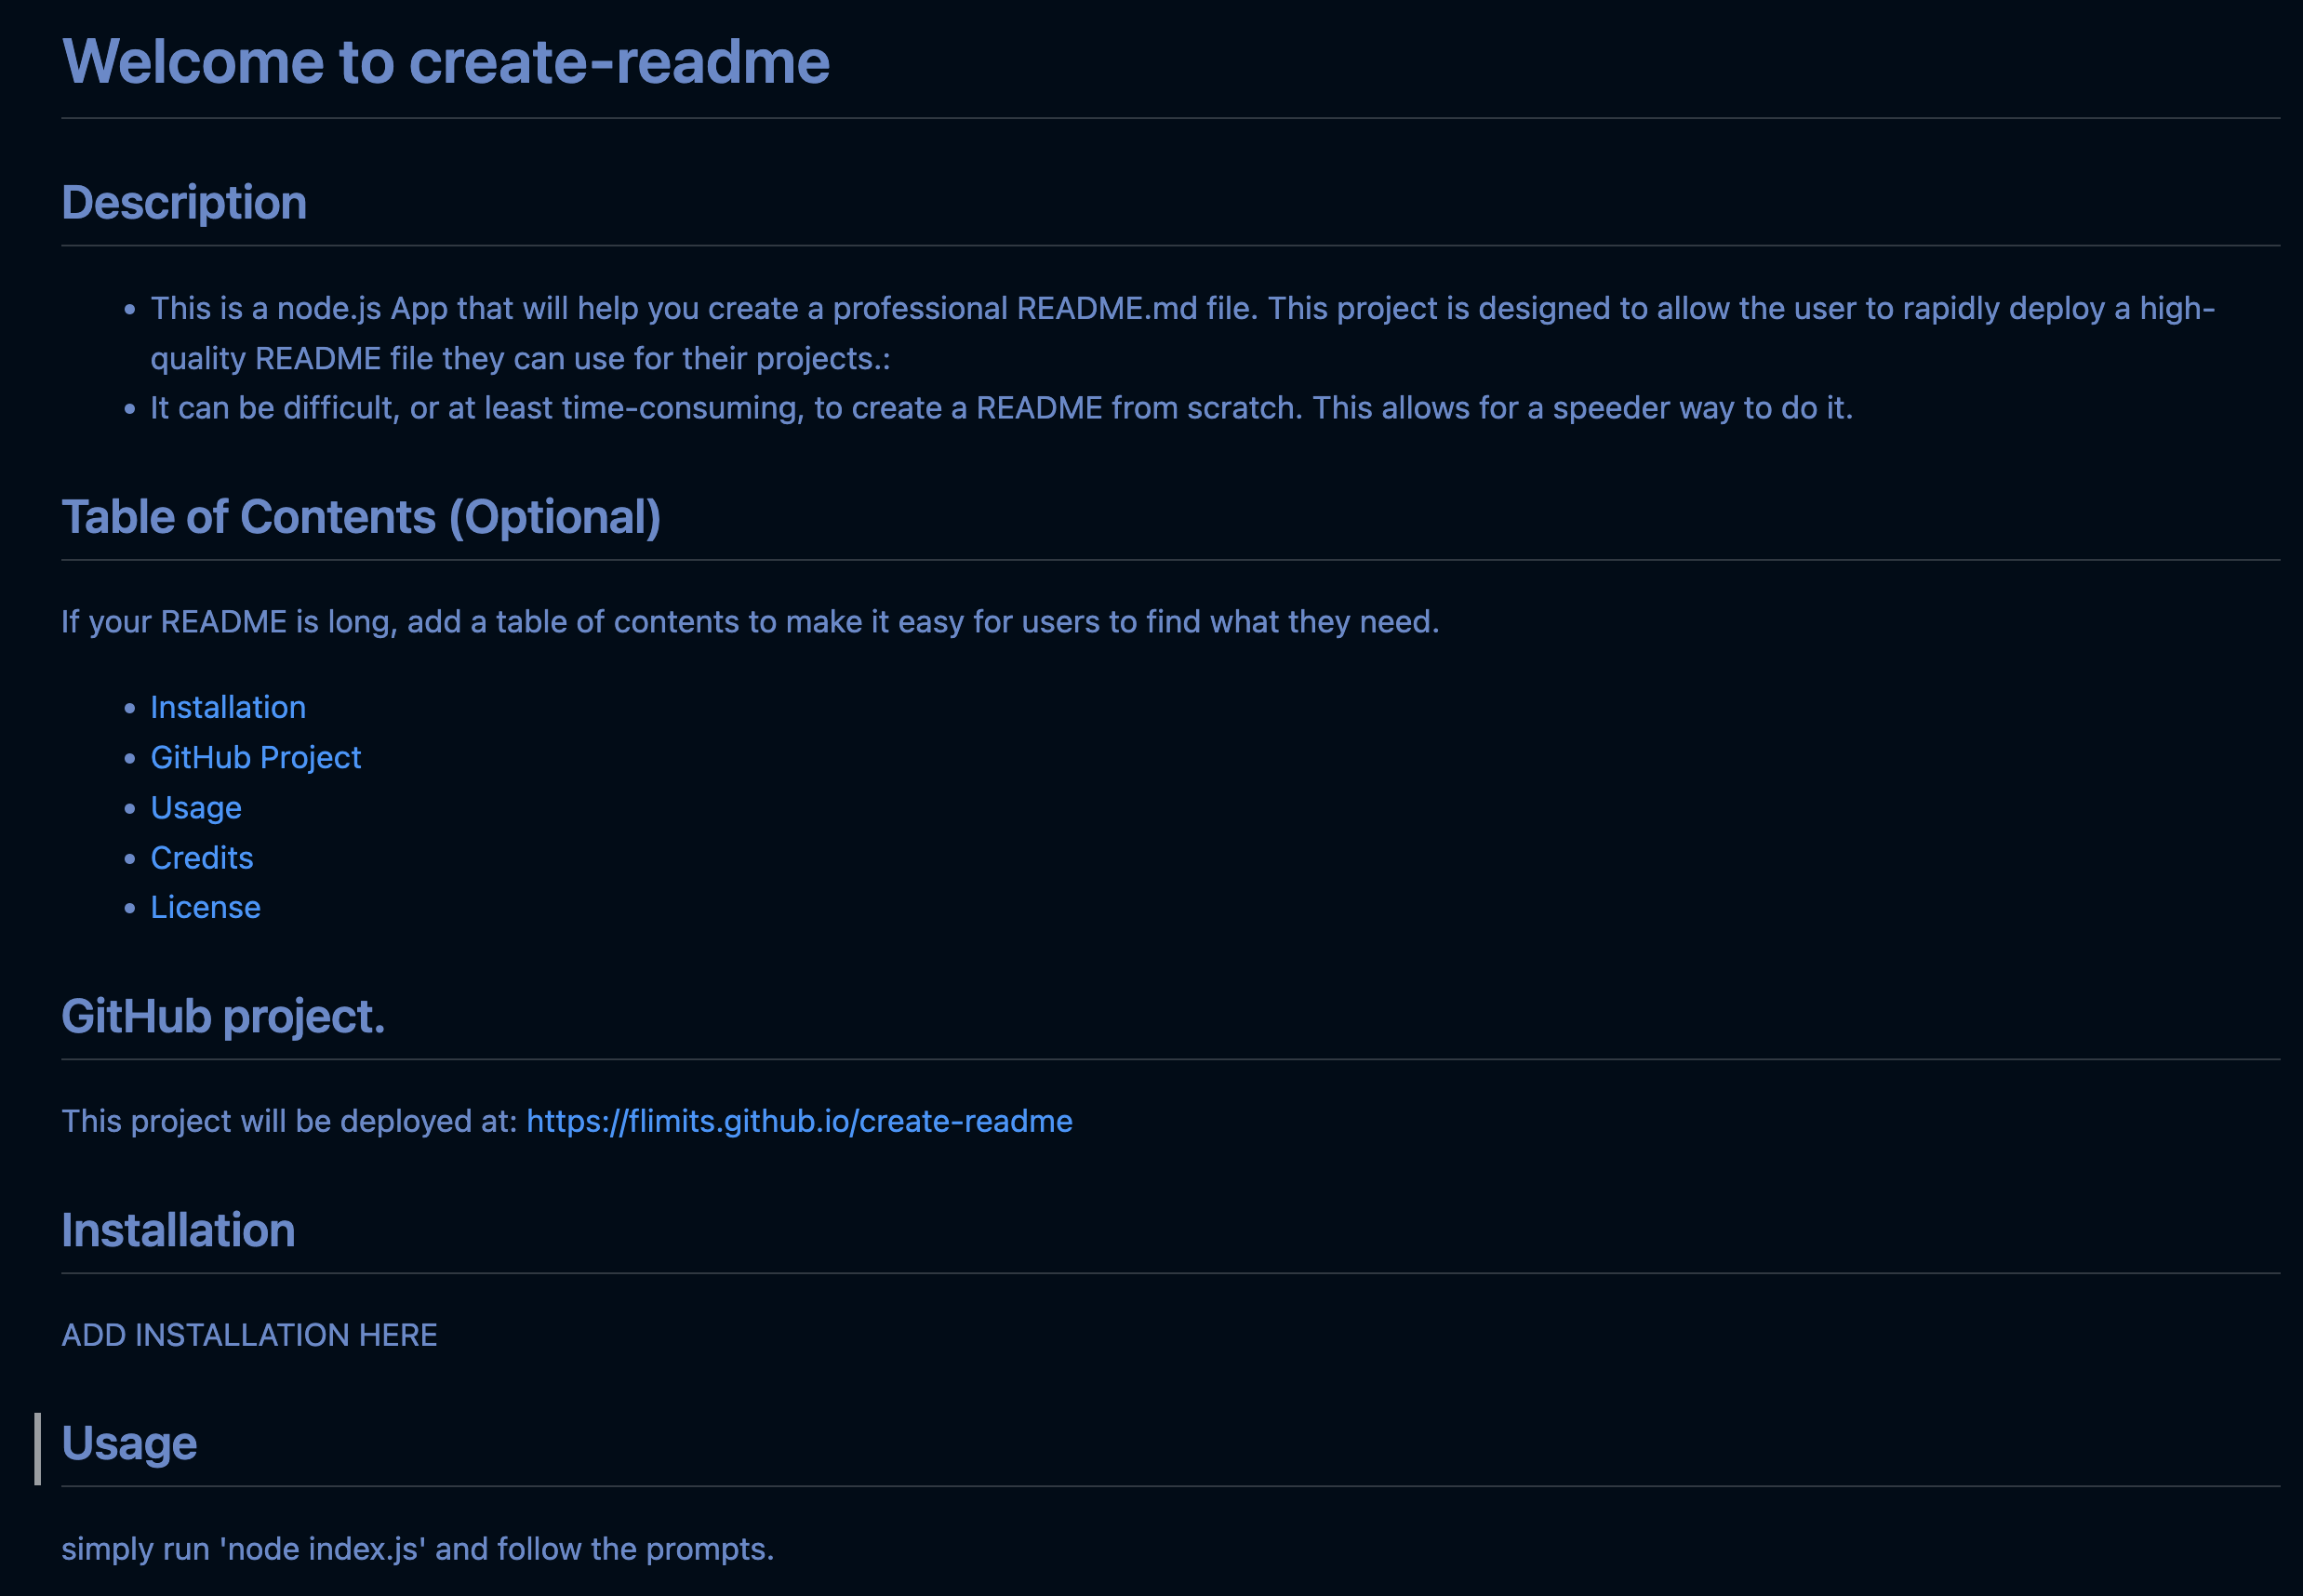 Welcome to create-readme
Description
This is a node.js App that will help you create a professional README.md file. This project is designed to allow the user to rapidly deploy a high-
quality README file they can use for their projects.:
It can be difficult, or at least time-consuming, to create a README from scratch. This allows for a speeder way to do it.
Table of Contents (Optional)
If your README is long, add a table of contents to make it easy for users to find what they need.
Installation
GitHub Project
Usage
Credits
License
GitHub project.
This project will be deployed at: https://flimits.github.io/create-readme
Installation
ADD INSTALLATION HERE
Usage
simply run 'node index.js' and follow the prompts.